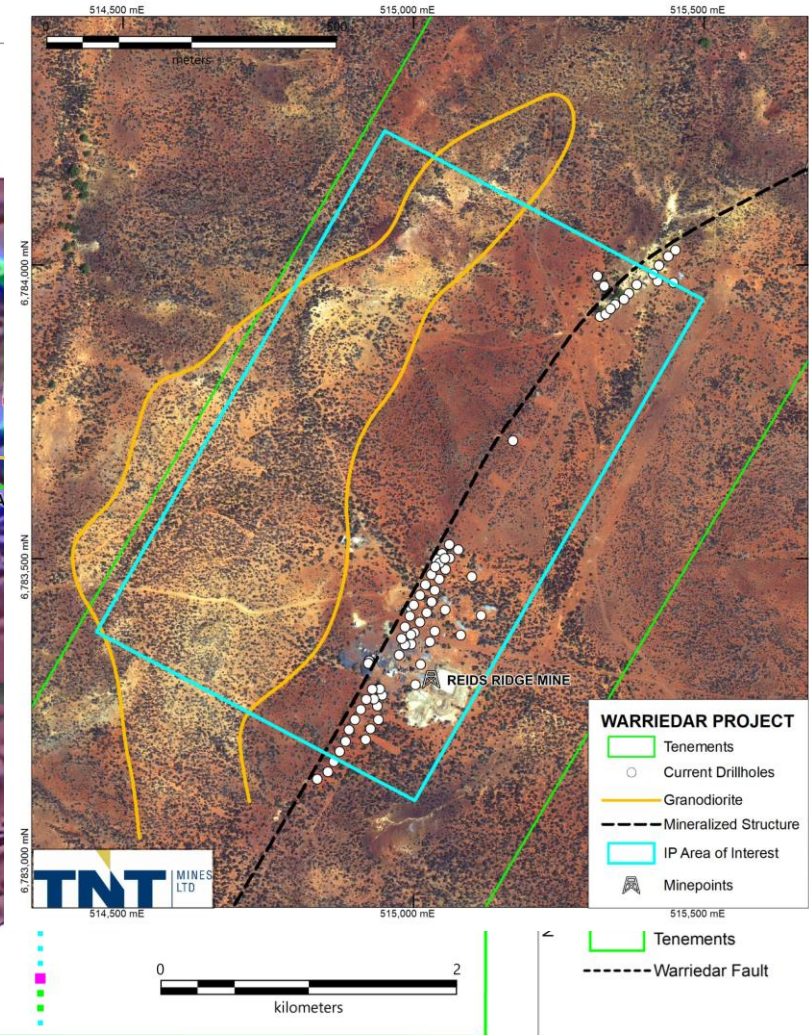 514,500 mE
515,000 mE
515,500 mE
0
500
meters
6,784,000 mN
6,783,500 mN
6,783,000 mN
REIDS RIDGE MINE
WARRIEDAR PROJECT
Tenements
Current Drillholes
Granodiorite
Mineralized Structure
IP Area of Interest
Minepoints
TNT MINES
LTD
514,500 mE
515,000 mE
515,500 mE
Tenements
Warriedar Fault
0
2
kilometers